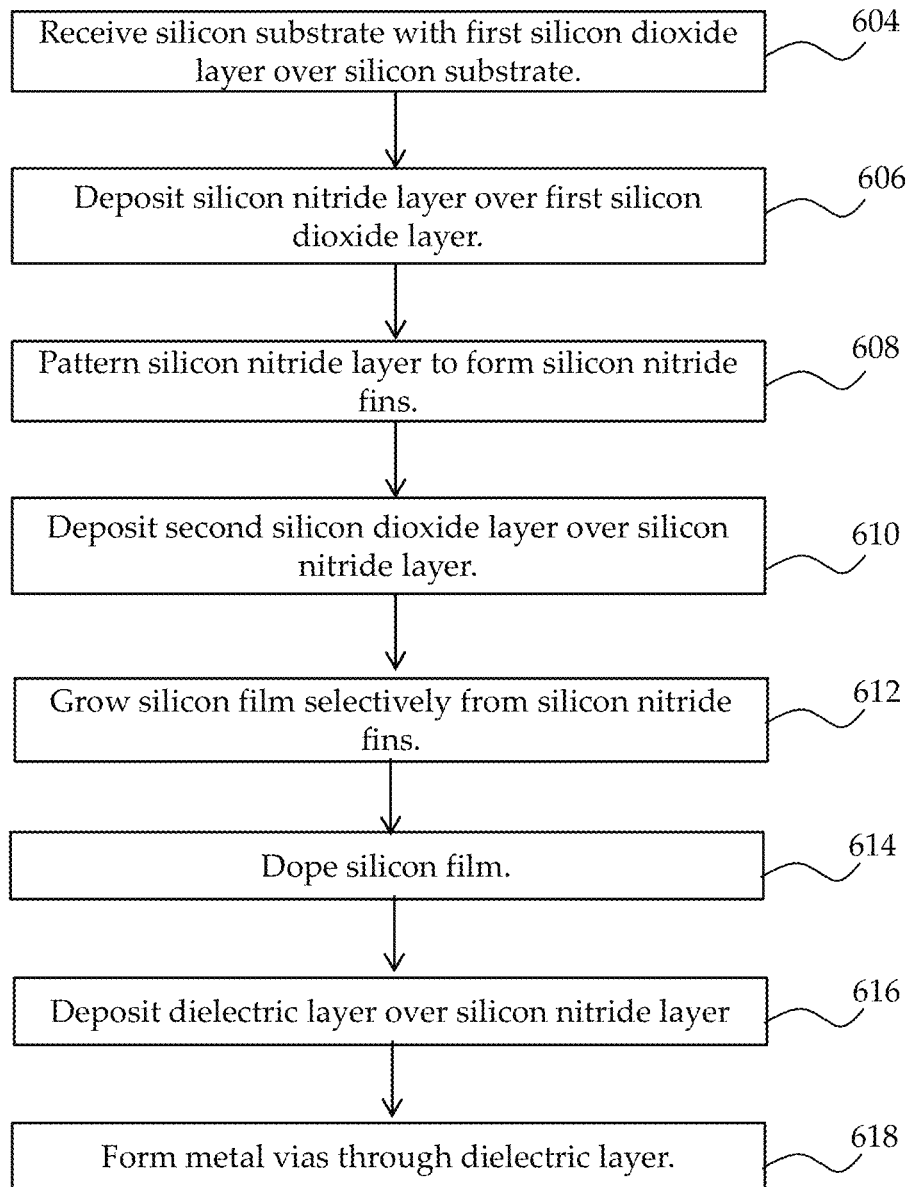 Receive silicon substrate with first silicon dioxide
layer over silicon substrate.
604
Deposit silicon nitride layer over first silicon
dioxide layer.
606
Pattern silicon nitride layer to form silicon nitride
fins.
608
Deposit second silicon dioxide layer over silicon
nitride layer.
610
Grow silicon film selectively from silicon nitride
fins.
612
Dope silicon film.
614
Deposit dielectric layer over silicon nitride layer
616
Form metal vias through dielectric layer.
618